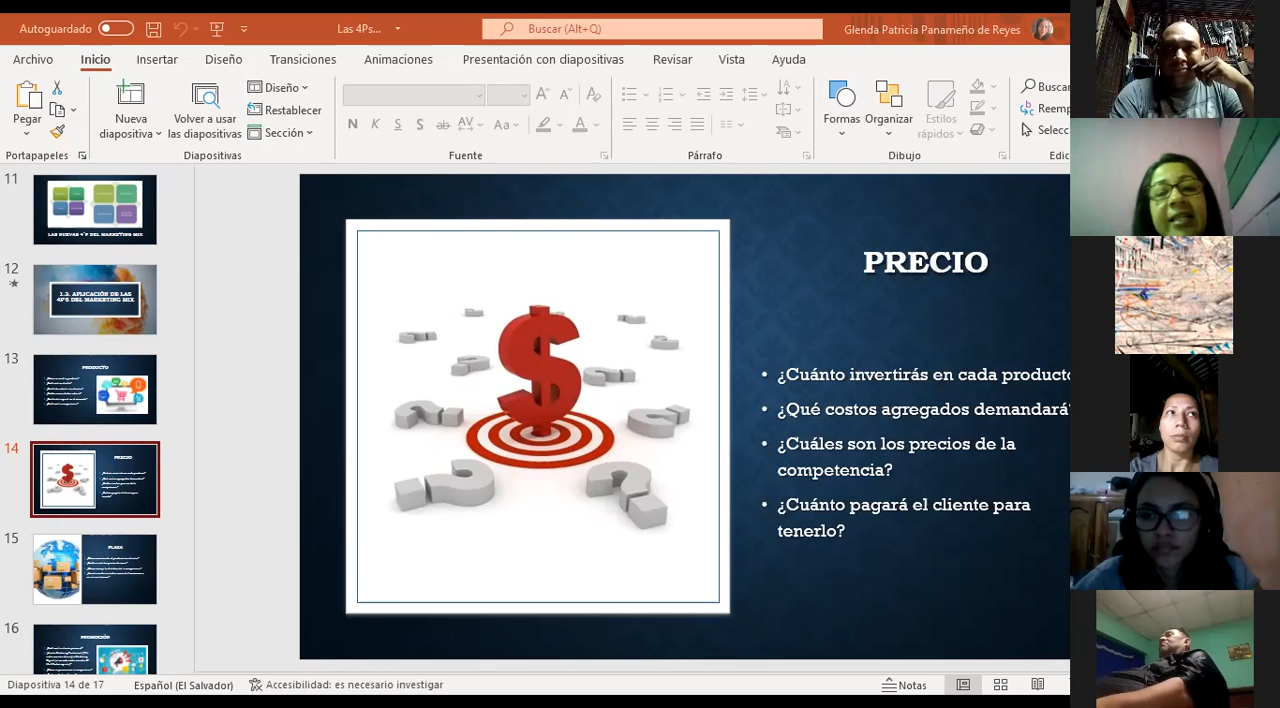 Autoguardado
Las 4Ps...
Buscar (Alt+Q)
Glenda Patricia Panameño de Reyes
Archivo
Inicio
Insertar
Diseño
Transiciones
Animaciones
Presentación con diapositivas
Revisar
Vista
Ayuda
Pegar
Nueva
diapositiva
Volver a usar
las diapositivas
Diseño
Restablecer
Sección
N K S S ab AV Aa A
Formas
Organizar
Estilos
rápidos
Buscar
Reemp
Selecc
Portapapeles
Diapositivas
Fuente
Párrafo
Dibujo
Edic
11
LAS NUEVAS 4'P DEL MARKETING MIX
12
1.3. APLICACIÓN DE LAS
4P'S DEL MARKETING MIX
13
PRODUCTO
14
PRECIO
15
PLAZA
16
PROMOCIÓN
PRECIO
• ¿Cuánto invertirás en cada producto
• ¿Qué costos agregados demandará?
• ¿Cuáles son los precios de la
competencia?
• ¿Cuánto pagará el cliente para
tenerlo?
Diapositiva 14 de 17
Español (El Salvador)
Accesibilidad: es necesario investigar
Notas